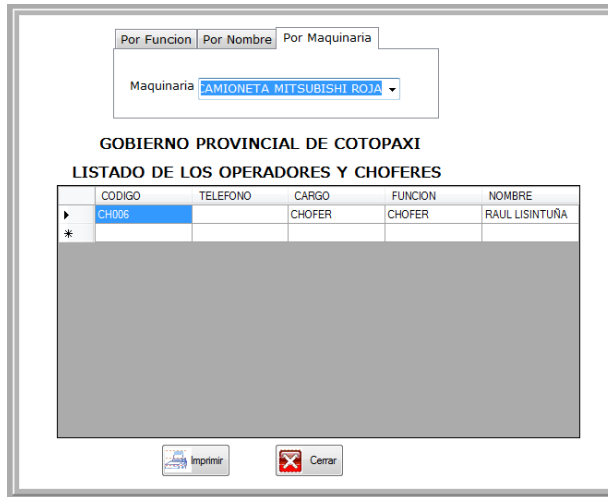 Por Funcion Por Nombre Por Maquinaria
Maquinaria CAMIONETA MITSUBISHI ROJA
GOBIERNO PROVINCIAL DE COTOPAXI
LISTADO DE LOS OPERADORES Y CHOFERES
CODIGO TELEFONO CARGO FUNCION NOMBRE
CH006 CHOFER CHOFER RAUL LISINTUÑA
Imprimir Cerrar